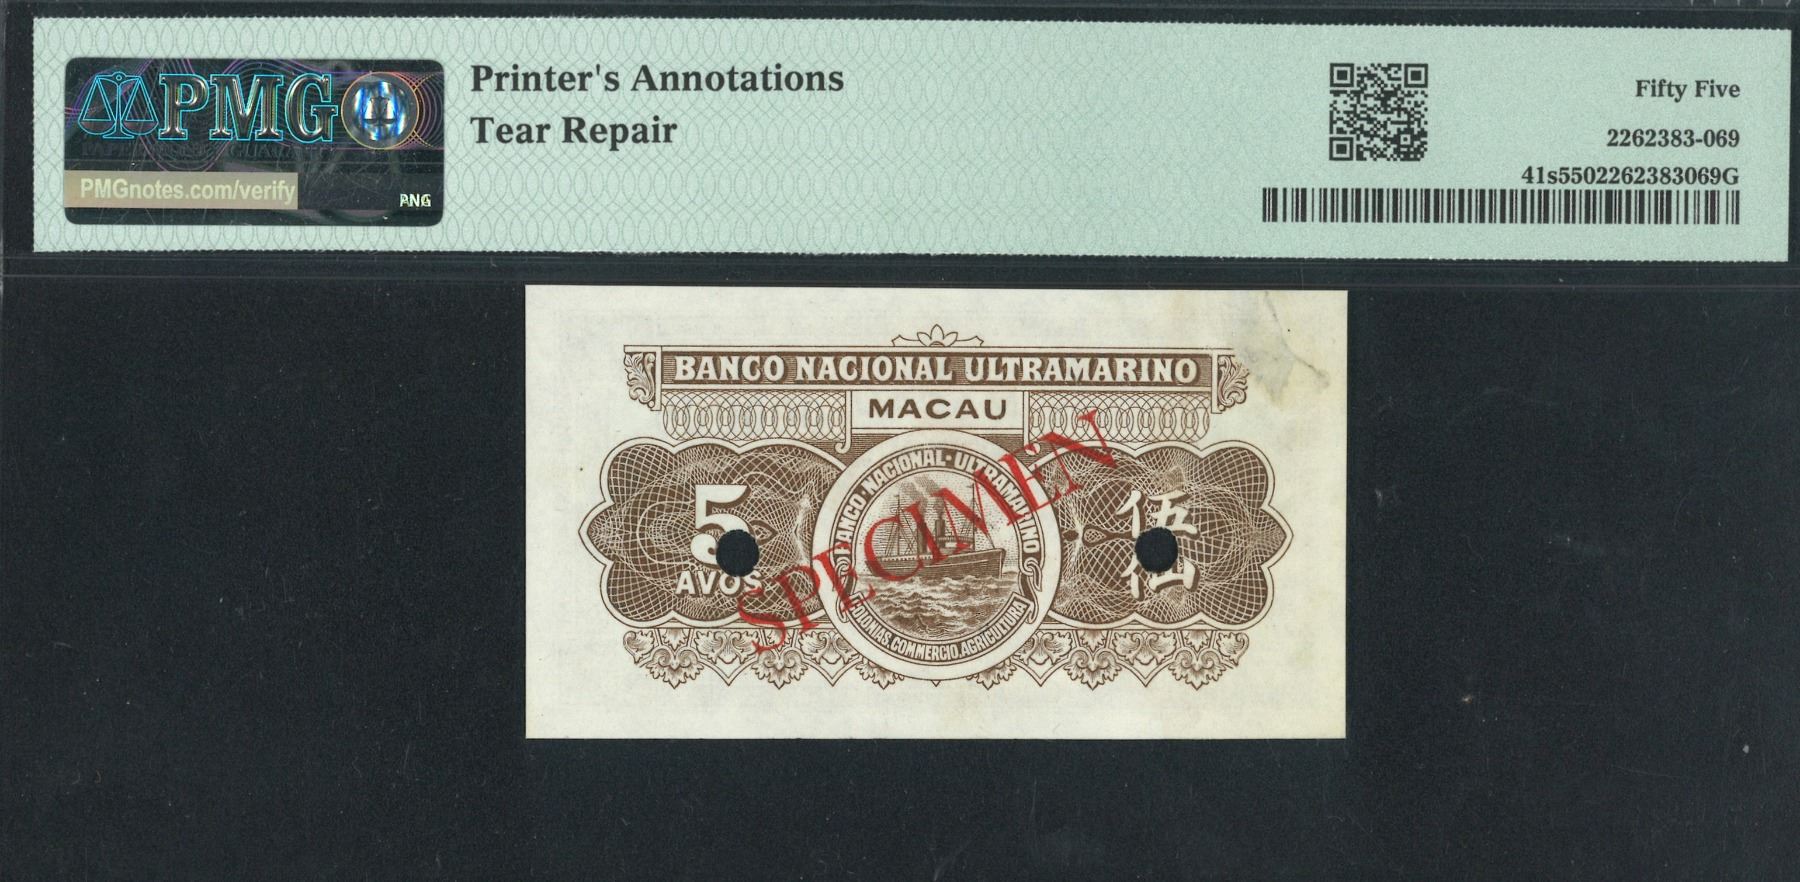 PMG
PMGnotes.com/verify
PNG
Printer's Annotations
Tear Repair
Fifty Five
2262383-069
41s5502262383069G
BANCO NACIONAL ULTRAMARINO
MACAU
BANCO·NACIONAL·ULTRAMARINO
COLONIAS.COMMERCIO.AGRICULTURA
5
AVOS
伍
仙
SPECIMEN